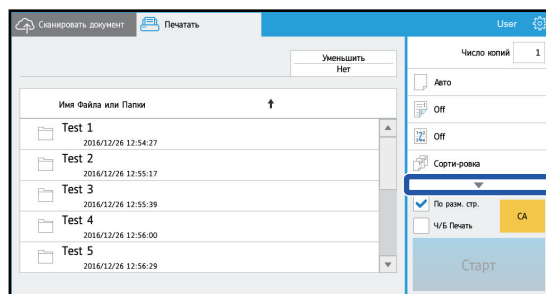 Сканировать документ Печатать User
Уменьшить
Нет
Число копий 1
Авто
Имя Файла или Папки
Off
Test 1
2016/12/26 12:54:27
Off
Test 2
2016/12/26 12:55:17
Сорти-ровка
Test 3
2016/12/26 12:55:39
По разм. стр.
Test 4
2016/12/26 12:56:00
Ч/Б Печать
CA
Test 5
2016/12/26 12:56:29
Старт